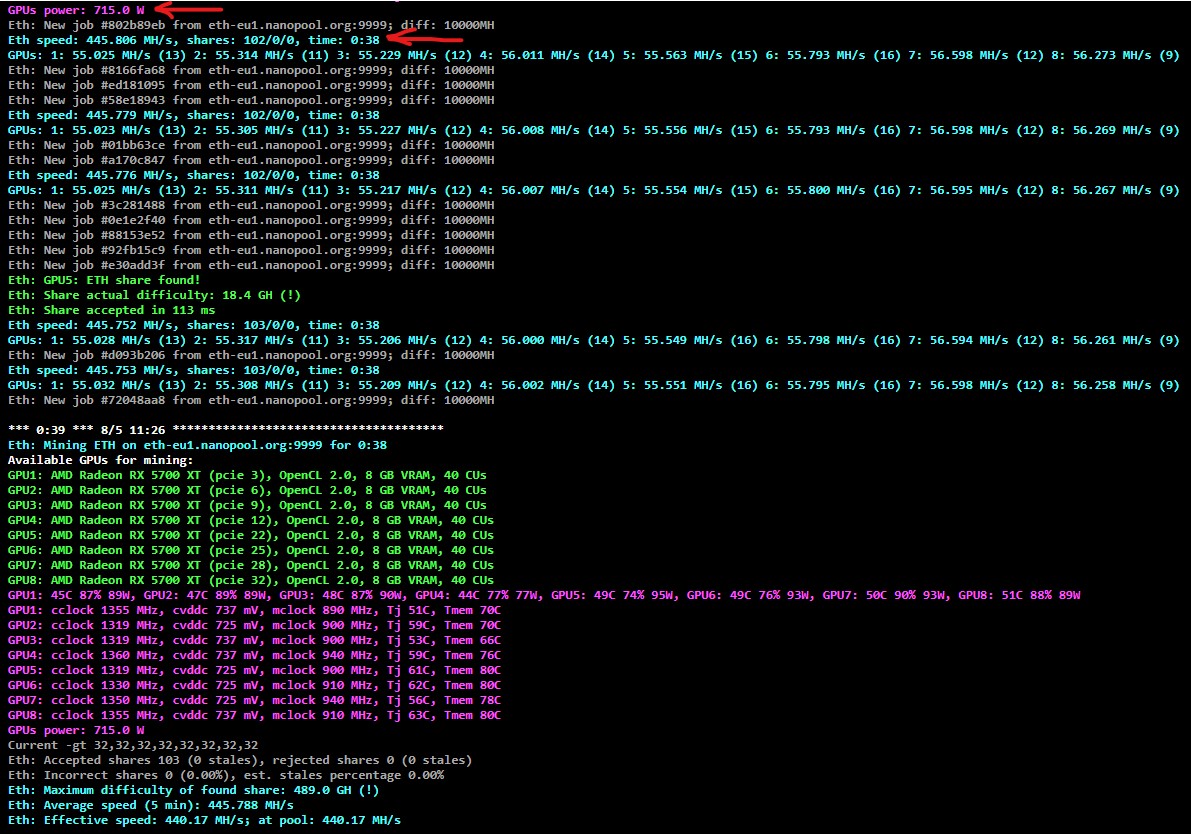 GPUs power: 715.0 W
Eth: New job #802b89eb from eth-eu1.nanopool.org:9999; diff: 10000MH
Eth speed: 445.806 MH/s, shares: 102/0/0, time: 0:38
GPUs: 1: 55.025 MH/s (13) 2: 55.314 MH/s (11) 3: 55.229 MH/s (12) 4: 56.011 MH/s (14) 5: 55.563 MH/s (15) 6: 55.793 MH/s (16) 7: 56.598 MH/s (12) 8: 56.273 MH/s (9)
Eth: New job #8166fa68 from eth-eu1.nanopool.org:9999; diff: 10000MH
Eth: New job #ed181095 from eth-eu1.nanopool.org:9999; diff: 10000MH
Eth: New job #58e18943 from eth-eu1.nanopool.org:9999; diff: 10000MH
Eth speed: 445.779 MH/s, shares: 102/0/0, time: 0:38
GPUs: 1: 55.023 MH/s (13) 2: 55.305 MH/s (11) 3: 55.227 MH/s (12) 4: 56.008 MH/s (14) 5: 55.556 MH/s (15) 6: 55.793 MH/s (16) 7: 56.598 MH/s (12) 8: 56.269 MH/s (9)
Eth: New job #01bb63ce from eth-eu1.nanopool.org:9999; diff: 10000MH
Eth: New job #a170c847 from eth-eu1.nanopool.org:9999; diff: 10000MH
Eth speed: 445.776 MH/s, shares: 102/0/0, time: 0:38
GPUs: 1: 55.025 MH/s (13) 2: 55.311 MH/s (11) 3: 55.217 MH/s (12) 4: 56.007 MH/s (14) 5: 55.554 MH/s (15) 6: 55.800 MH/s (16) 7: 56.595 MH/s (12) 8: 56.267 MH/s (9)
Eth: New job #3c281488 from eth-eu1.nanopool.org:9999; diff: 10000MH
Eth: New job #0e1e2f40 from eth-eu1.nanopool.org:9999; diff: 10000MH
Eth: New job #88153e52 from eth-eu1.nanopool.org:9999; diff: 10000MH
Eth: New job #92fb15c9 from eth-eu1.nanopool.org:9999; diff: 10000MH
Eth: New job #e30add3f from eth-eu1.nanopool.org:9999; diff: 10000MH
Eth: GPU5: ETH share found!
Eth: Share actual difficulty: 18.4 GH (!)
Eth: Share accepted in 113 ms
Eth speed: 445.752 MH/s, shares: 103/0/0, time: 0:38
GPUs: 1: 55.028 MH/s (13) 2: 55.317 MH/s (11) 3: 55.206 MH/s (12) 4: 56.000 MH/s (14) 5: 55.549 MH/s (16) 6: 55.798 MH/s (16) 7: 56.594 MH/s (12) 8: 56.261 MH/s (9)
Eth: New job #d093b206 from eth-eu1.nanopool.org:9999; diff: 10000MH
Eth speed: 445.753 MH/s, shares: 103/0/0, time: 0:38
GPUs: 1: 55.032 MH/s (13) 2: 55.308 MH/s (11) 3: 55.209 MH/s (12) 4: 56.002 MH/s (14) 5: 55.551 MH/s (16) 6: 55.795 MH/s (16) 7: 56.598 MH/s (12) 8: 56.258 MH/s (9)
Eth: New job #72048aa8 from eth-eu1.nanopool.org:9999; diff: 10000MH
*** 0:39 *** 8/5 11:26 **************************************
Eth: Mining ETH on eth-eu1.nanopool.org:9999 for 0:38
Available GPUs for mining:
GPU1: AMD Radeon RX 5700 XT (pcie 3), OpenCL 2.0, 8 GB VRAM, 40 CUs
GPU2: AMD Radeon RX 5700 XT (pcie 6), OpenCL 2.0, 8 GB VRAM, 40 CUs
GPU3: AMD Radeon RX 5700 XT (pcie 9), OpenCL 2.0, 8 GB VRAM, 40 CUs
GPU4: AMD Radeon RX 5700 XT (pcie 12), OpenCL 2.0, 8 GB VRAM, 40 CUs
GPU5: AMD Radeon RX 5700 XT (pcie 22), OpenCL 2.0, 8 GB VRAM, 40 CUs
GPU6: AMD Radeon RX 5700 XT (pcie 25), OpenCL 2.0, 8 GB VRAM, 40 CUs
GPU7: AMD Radeon RX 5700 XT (pcie 28), OpenCL 2.0, 8 GB VRAM, 40 CUs
GPU8: AMD Radeon RX 5700 XT (pcie 32), OpenCL 2.0, 8 GB VRAM, 40 CUs
GPU1: 45C 87% 89W, GPU2: 47C 89% 89W, GPU3: 48C 87% 90W, GPU4: 44C 77% 77W, GPU5: 49C 74% 95W, GPU6: 49C 76% 93W, GPU7: 50C 90% 93W, GPU8: 51C 88% 89W
GPU1: cclock 1355 MHz, cvddc 737 mV, mclock 890 MHz, Tj 51C, Tmem 70C
GPU2: cclock 1319 MHz, cvddc 725 mV, mclock 900 MHz, Tj 59C, Tmem 70C
GPU3: cclock 1319 MHz, cvddc 737 mV, mclock 900 MHz, Tj 53C, Tmem 66C
GPU4: cclock 1360 MHz, cvddc 737 mV, mclock 940 MHz, Tj 59C, Tmem 76C
GPU5: cclock 1319 MHz, cvddc 725 mV, mclock 900 MHz, Tj 61C, Tmem 80C
GPU6: cclock 1330 MHz, cvddc 725 mV, mclock 910 MHz, Tj 62C, Tmem 80C
GPU7: cclock 1350 MHz, cvddc 725 mV, mclock 940 MHz, Tj 56C, Tmem 78C
GPU8: cclock 1355 MHz, cvddc 737 mV, mclock 910 MHz, Tj 63C, Tmem 80C
GPUs power: 715.0 W
Current -gt 32,32,32,32,32,32,32,32
Eth: Accepted shares 103 (0 stales), rejected shares 0 (0 stales)
Eth: Incorrect shares 0 (0.00%), est. stales percentage 0.00%
Eth: Maximum difficulty of found share: 489.0 GH (!)
Eth: Average speed (5 min): 445.788 MH/s
Eth: Effective speed: 440.17 MH/s; at pool: 440.17 MH/s